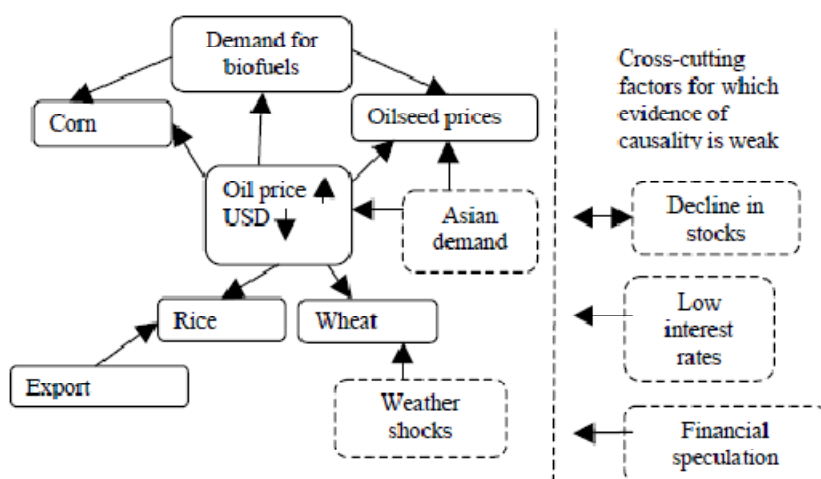 Demand for
biofuels
Corn
Oilseed prices
Oil price
USD
Asian
demand
Rice
Wheat
Export
Weather
shocks
Cross-cutting
factors for which
evidence of
causality is weak
Decline in
stocks
Low
interest
rates
Financial
speculation